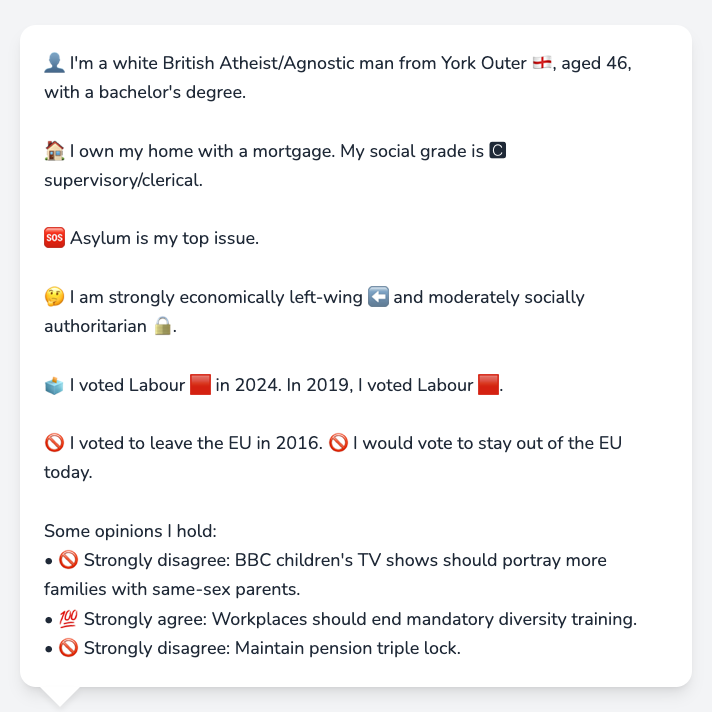 👤 I'm a white British Atheist/Agnostic man from York Outer 🏴󠁧󠁢󠁥󠁮󠁧󠁿, aged 46,
with a bachelor's degree.
🏠 I own my home with a mortgage. My social grade is 🅲
supervisory/clerical.
🆘 Asylum is my top issue.
🤔 I am strongly economically left-wing ⬅️ and moderately socially
authoritarian 🔒.
🗳️ I voted Labour 🟥 in 2024. In 2019, I voted Labour 🟥.
🚫 I voted to leave the EU in 2016. 🚫 I would vote to stay out of the EU
today.
Some opinions I hold:
• 🚫 Strongly disagree: BBC children's TV shows should portray more
families with same-sex parents.
• 💯 Strongly agree: Workplaces should end mandatory diversity training.
• 🚫 Strongly disagree: Maintain pension triple lock.